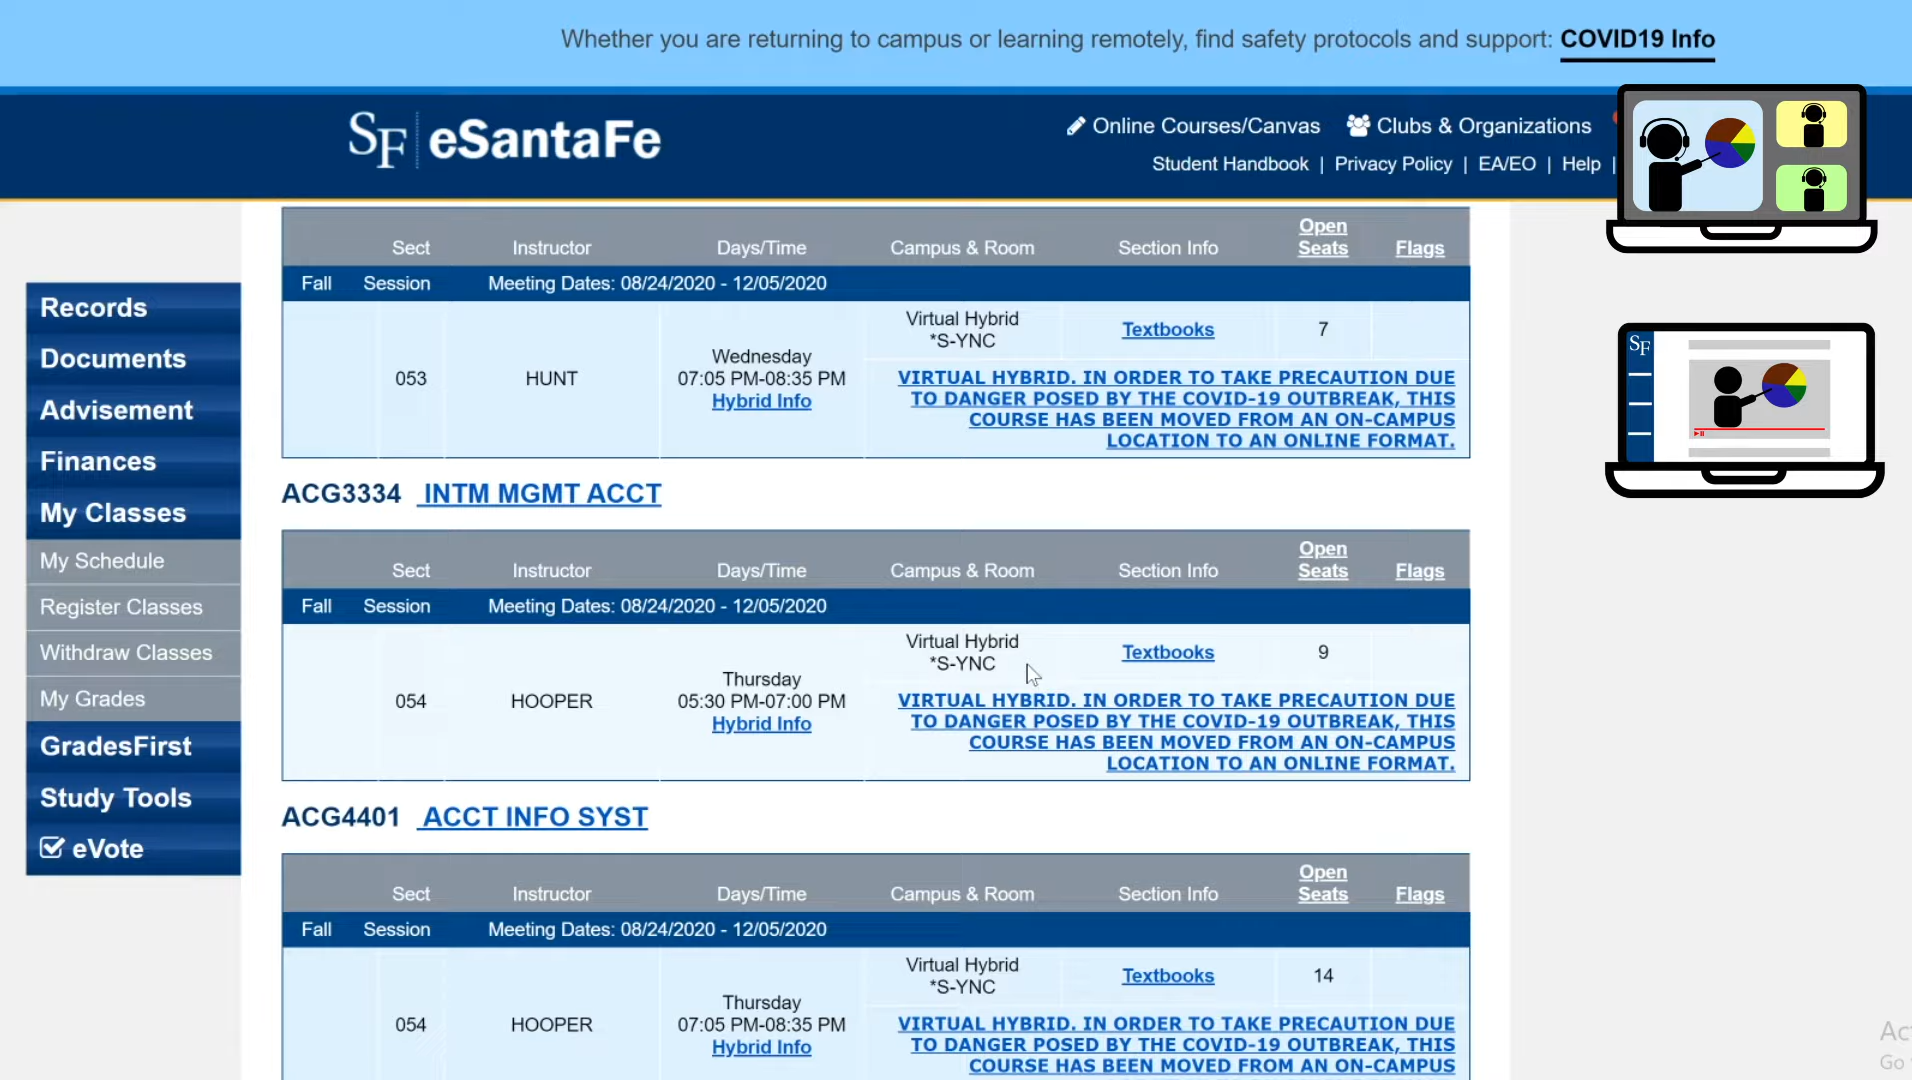 Whether you are returning to campus or learning remotely, find safety protocols and support: COVID19 Info
SF eSantaFe
Online Courses/Canvas Clubs & Organizations
Student Handbook | Privacy Policy | EA/EO | Help |
Records
Documents
Advisement
Finances
My Classes
My Schedule
Register Classes
Withdraw Classes
My Grades
GradesFirst
Study Tools
eVote
Sect Instructor Days/Time Campus & Room Section Info Open Seats Flags
Fall Session Meeting Dates: 08/24/2020 - 12/05/2020
053 HUNT
Wednesday
07:05 PM-08:35 PM
Hybrid Info
Virtual Hybrid
*S-YNC
Textbooks 7
VIRTUAL HYBRID. IN ORDER TO TAKE PRECAUTION DUE
TO DANGER POSED BY THE COVID-19 OUTBREAK, THIS
COURSE HAS BEEN MOVED FROM AN ON-CAMPUS
LOCATION TO AN ONLINE FORMAT.
ACG3334 INTM MGMT ACCT
Sect Instructor Days/Time Campus & Room Section Info Open Seats Flags
Fall Session Meeting Dates: 08/24/2020 - 12/05/2020
054 HOOPER
Thursday
05:30 PM-07:00 PM
Hybrid Info
Virtual Hybrid
*S-YNC
Textbooks 9
VIRTUAL HYBRID. IN ORDER TO TAKE PRECAUTION DUE
TO DANGER POSED BY THE COVID-19 OUTBREAK, THIS
COURSE HAS BEEN MOVED FROM AN ON-CAMPUS
LOCATION TO AN ONLINE FORMAT.
ACG4401 ACCT INFO SYST
Sect Instructor Days/Time Campus & Room Section Info Open Seats Flags
Fall Session Meeting Dates: 08/24/2020 - 12/05/2020
054 HOOPER
Thursday
07:05 PM-08:35 PM
Hybrid Info
Virtual Hybrid
*S-YNC
Textbooks 14
VIRTUAL HYBRID. IN ORDER TO TAKE PRECAUTION DUE
TO DANGER POSED BY THE COVID-19 OUTBREAK, THIS
COURSE HAS BEEN MOVED FROM AN ON-CAMPUS
SF
Act
Go